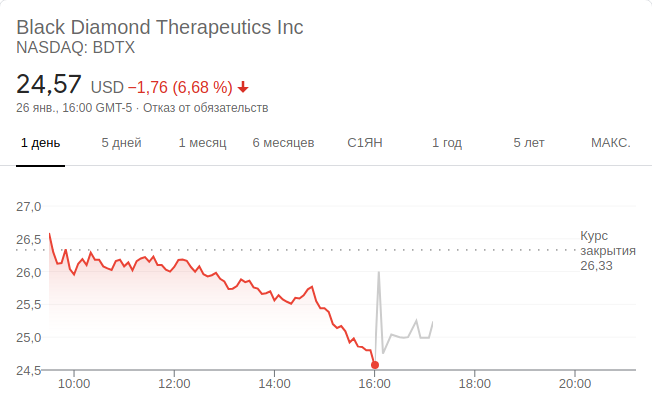 Black Diamond Therapeutics Inc
NASDAQ: BDTX
24,57 USD −1,76 (6,68 %)
26 янв., 16:00 GMT-5 · Отказ от обязательств
1 день 5 дней 1 месяц 6 месяцев С1ЯН 1 год 5 лет МАКС.
27,0
26,5
Курс
закрытия
26,33
26,0
25,5
25,0
24,5
10:00 12:00 14:00 16:00 18:00 20:00